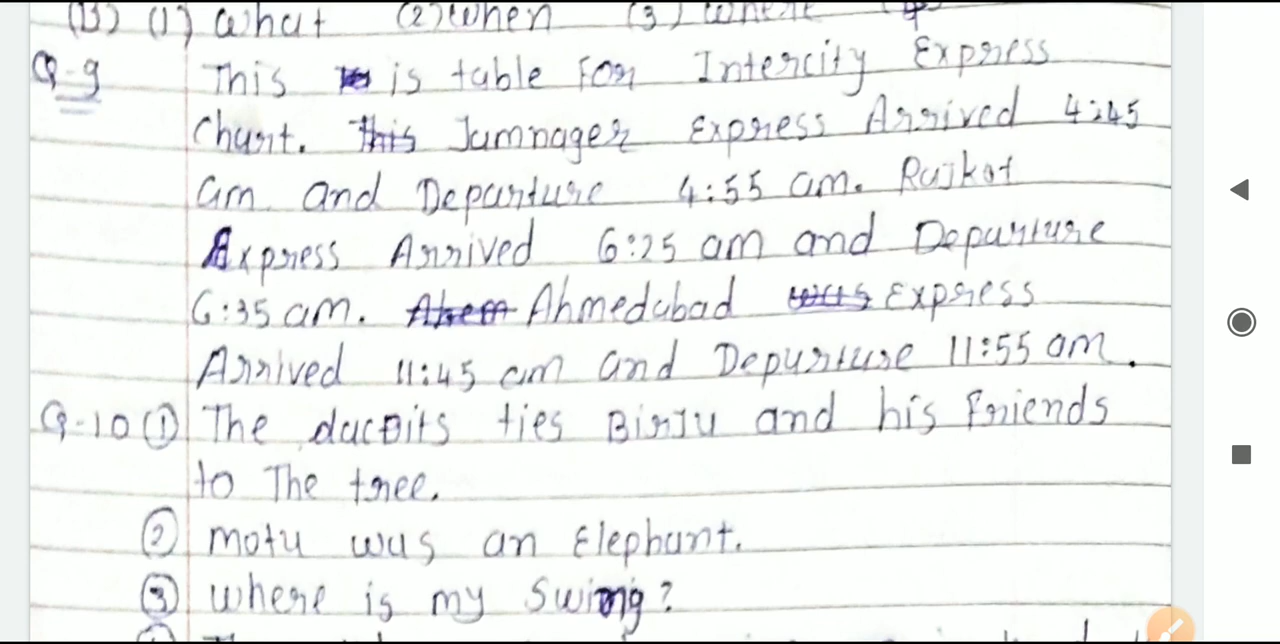 (B) (1) What (2) When (3) Where (4
Q-9 This is table For Intercity Express
Chart. This Jamnager Express Arrived 4:45
am and Departure 4:55 am. Rajkot
Express Arrived 6:25 am and Departure
6:35 am. Ahmedabad was Express
Arrived 11:45 am and Departure 11:55 am.
Q-10 ① The dacoits ties Birju and his Friends
to The tree.
② motu was an Elephant.
③ where is my Swing?